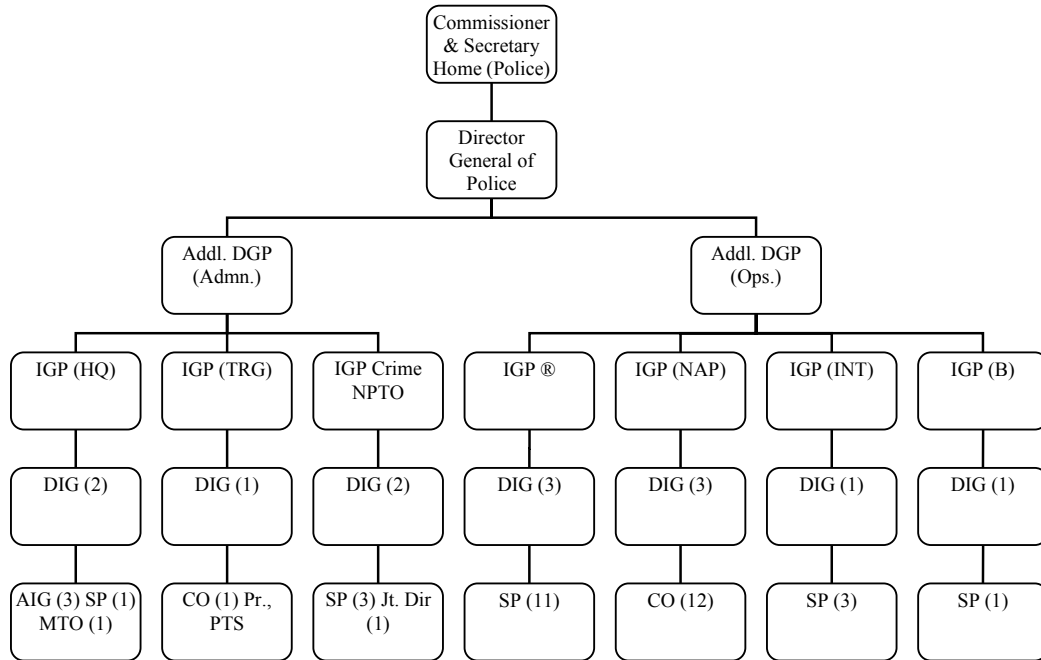 Commissioner
& Secretary
Home (Police)
Director
General of
Police
Addl. DGP
(Admn.)
Addl. DGP
(Ops.)
IGP (HQ)
IGP (TRG)
IGP Crime
NPTO
IGP ®
IGP (NAP)
IGP (INT)
IGP (B)
DIG (2)
DIG (1)
DIG (2)
DIG (3)
DIG (3)
DIG (1)
DIG (1)
AIG (3) SP (1)
MTO (1)
CO (1) Pr.,
PTS
SP (3) Jt. Dir
(1)
SP (11)
CO (12)
SP (3)
SP (1)